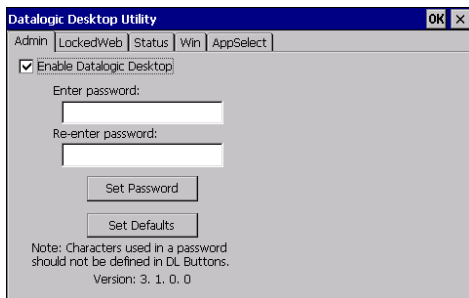 Datalogic Desktop Utility OK ×
Admin LockedWeb Status Win AppSelect
Enable Datalogic Desktop
Enter password:
Re-enter password:
Set Password
Set Defaults
Note: Characters used in a password
should not be defined in DL Buttons.
Version: 3. 1. 0. 0